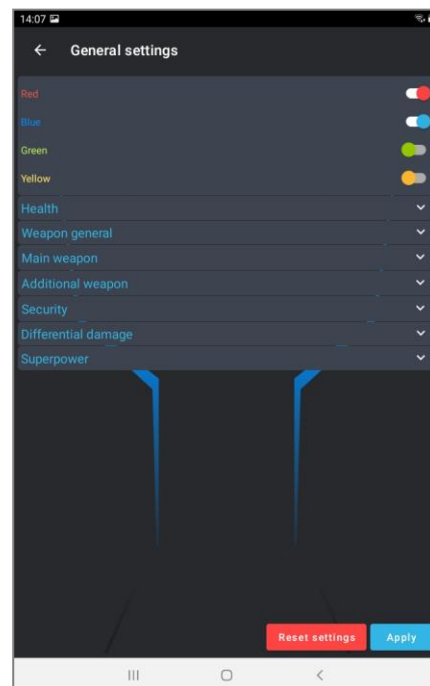 14:07
General settings
Red
Blue
Green
Yellow
Health
Weapon general
Main weapon
Additional weapon
Security
Differential damage
Superpower
Reset settings Apply